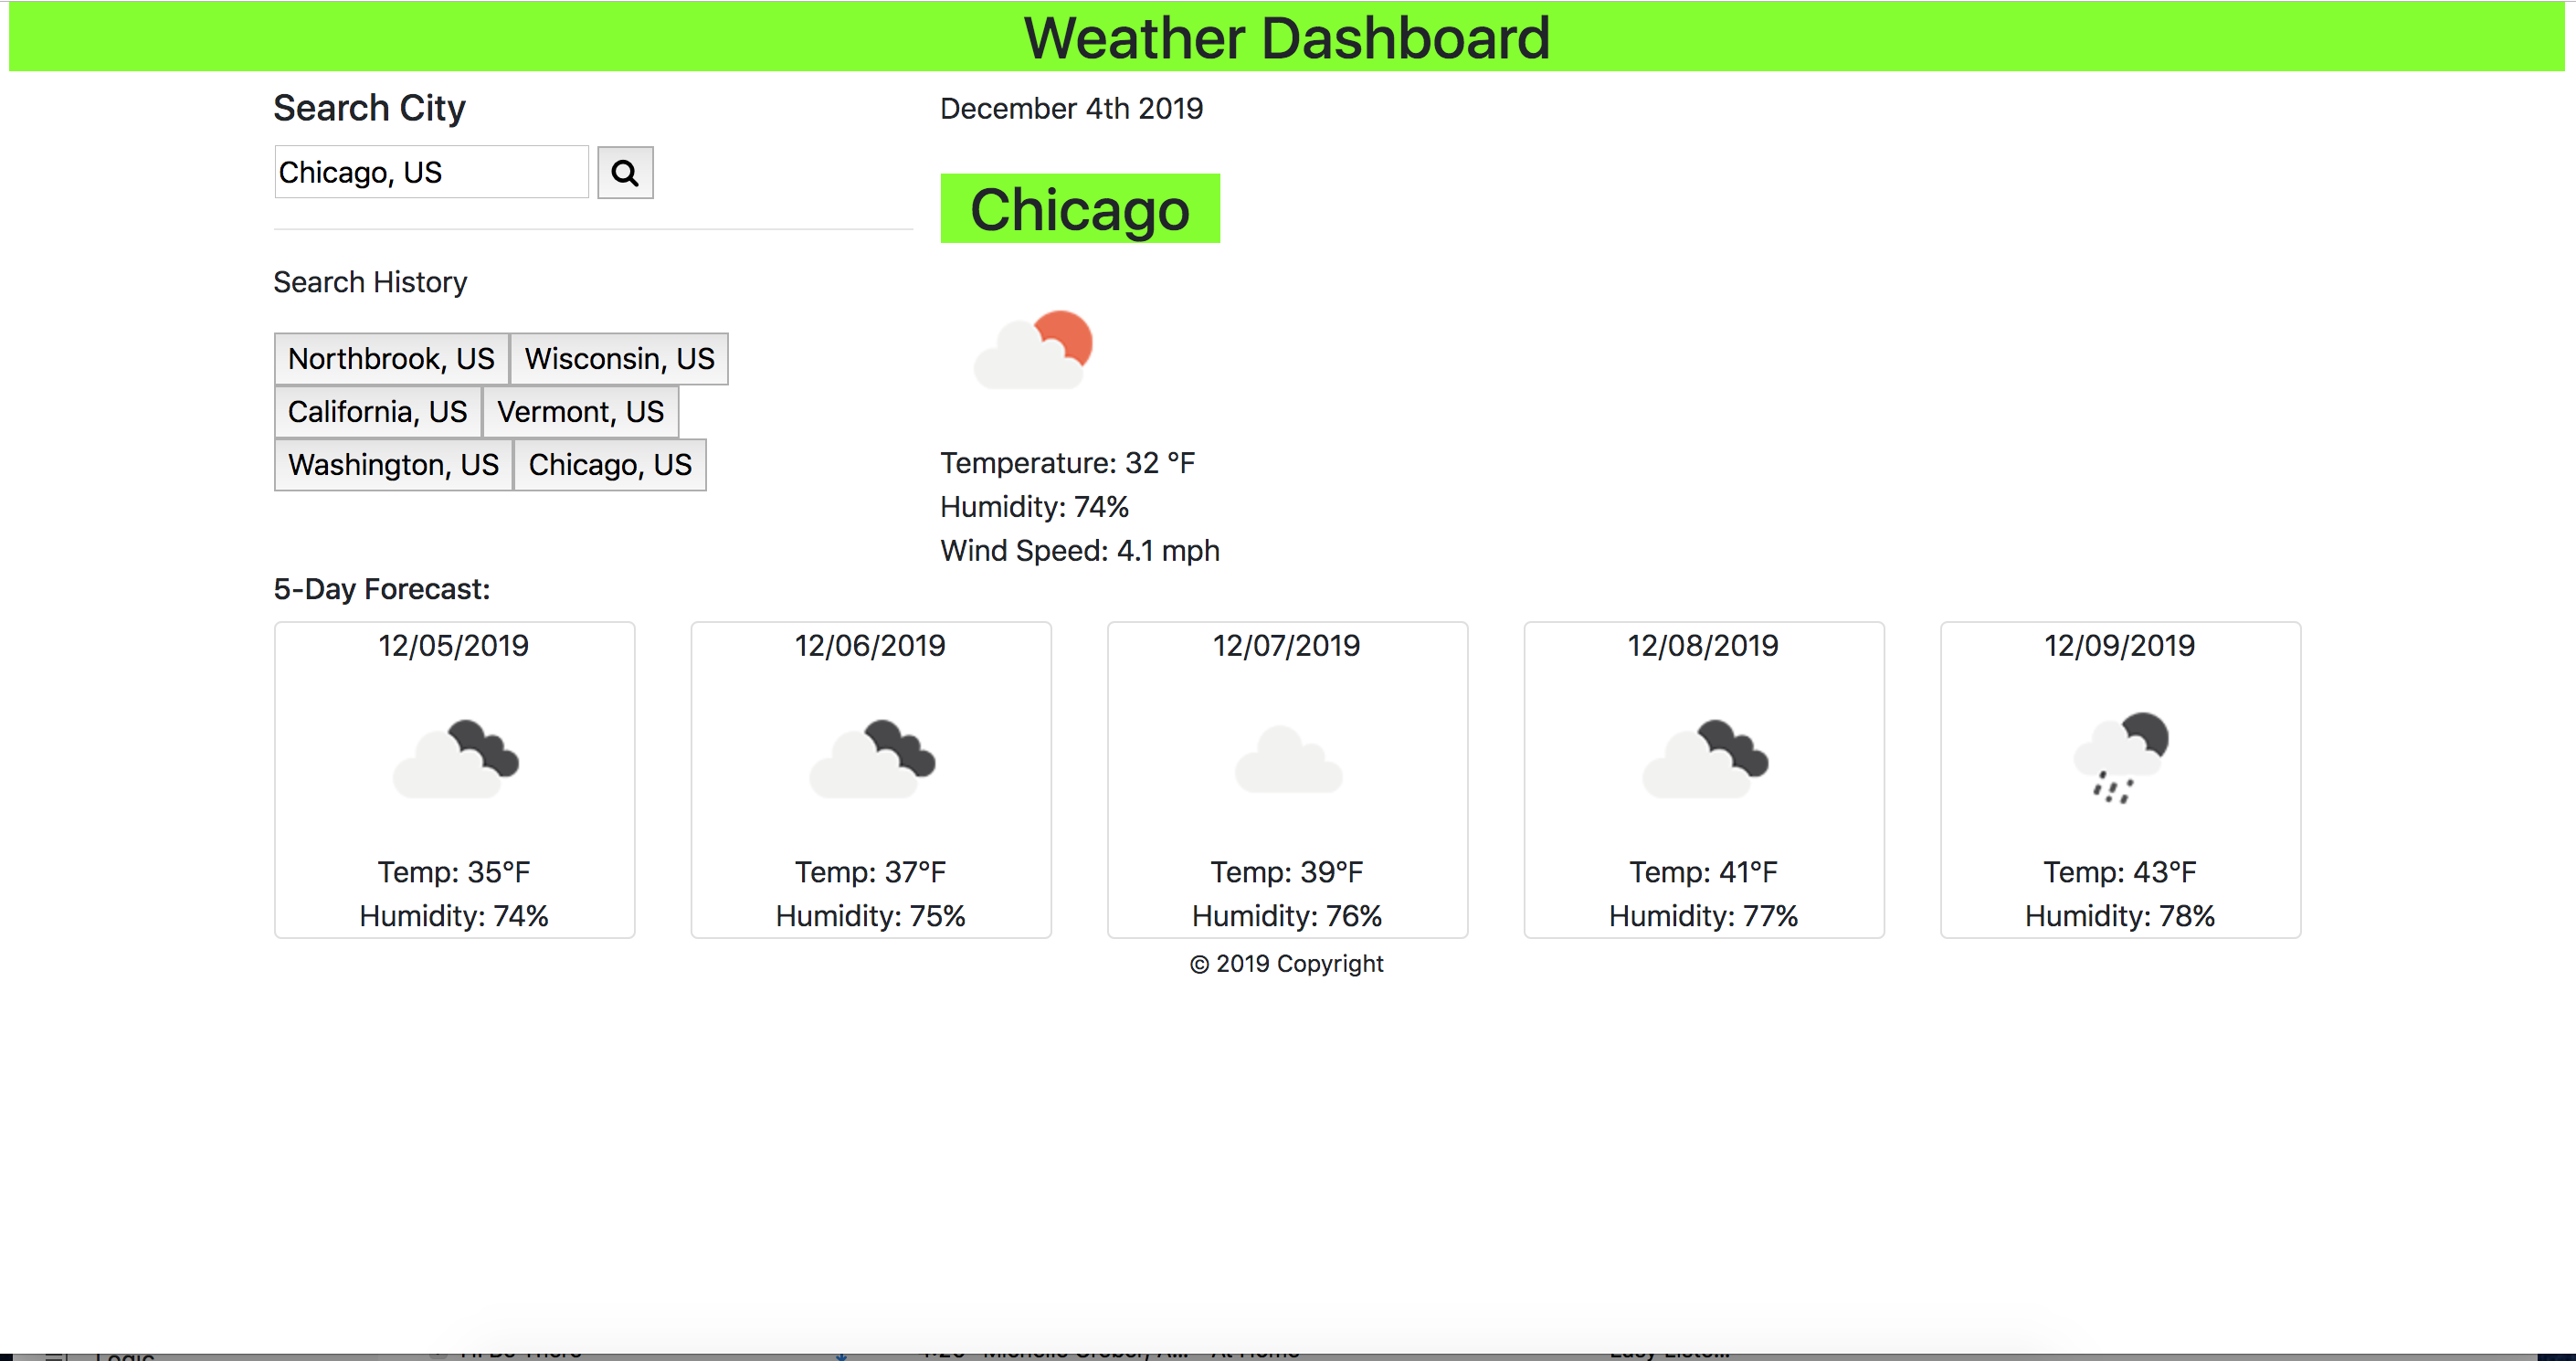 Weather Dashboard
Search City
Chicago, US
Search History
Northbrook, US Wisconsin, US
California, US Vermont, US
Washington, US Chicago, US
December 4th 2019
Chicago
Temperature: 32 °F
Humidity: 74%
Wind Speed: 4.1 mph
5-Day Forecast:
12/05/2019
Temp: 35°F
Humidity: 74%
12/06/2019
Temp: 37°F
Humidity: 75%
12/07/2019
Temp: 39°F
Humidity: 76%
12/08/2019
Temp: 41°F
Humidity: 77%
12/09/2019
Temp: 43°F
Humidity: 78%
© 2019 Copyright